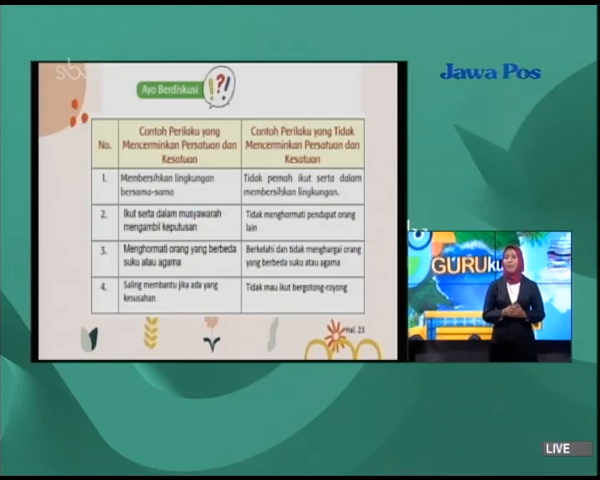 sbo
Jawa Pos
Ayo Berdiskusi
!?!
No.
Contoh Perilaku yang
Mencerminkan Persatuan dan
Kesatuan
Contoh Perilaku yang Tidak
Mencerminkan Persatuan dan
Kesatuan
1.
Membersihkan lingkungan
bersama-sama
Tidak pernah ikut serta dalam
membersihkan lingkungan.
2.
Ikut serta dalam musyawarah
mengambil keputusan
Tidak menghormati pendapat orang
lain
3.
Menghormati orang yang berbeda
suku atau agama
Berkelahi dan tidak menghargai orang
yang berbeda suku atau agama
4.
Saling membantu jika ada yang
kesusahan
Tidak mau ikut bergotong-royong
Hal. 23
GURUku
LIVE